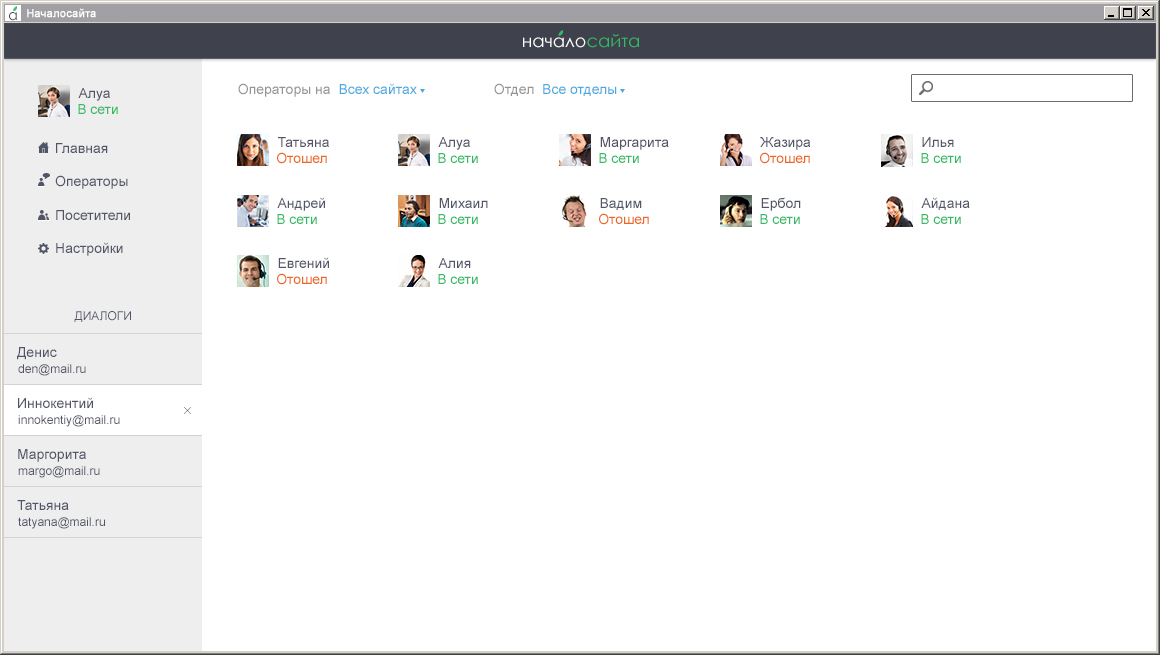 Началосайта
началосайта
Алуа
В сети
Главная
Операторы
Посетители
Настройки
ДИАЛОГИ
Денис
den@mail.ru
Иннокентий
innokentiy@mail.ru
Маргорита
margo@mail.ru
Татьяна
tatyana@mail.ru
Операторы на Всех сайтах Отдел Все отделы
Татьяна Алуа Маргарита Жазира Илья
Отошел В сети В сети Отошел В сети
Андрей Михаил Вадим Ербол Айдана
В сети В сети Отошел В сети В сети
Евгений Алия
Отошел В сети